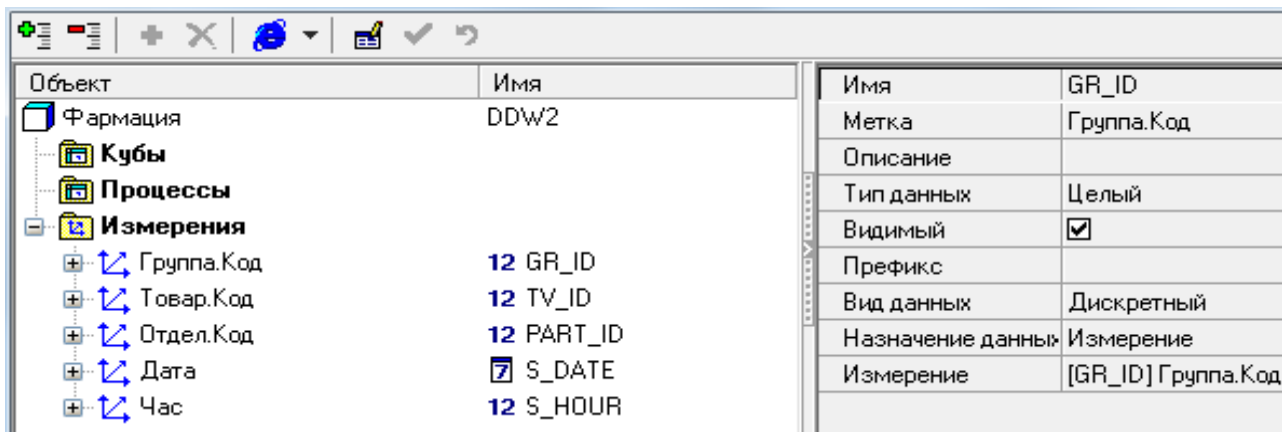 Объект Имя
Фармация DDW2
Кубы
Процессы
Измерения
Группа.Код 12 GR_ID
Товар.Код 12 TV_ID
Отдел.Код 12 PART_ID
Дата 7 S_DATE
Час 12 S_HOUR
Имя GR_ID
Метка Группа.Код
Описание
Тип данных Целый
Видимый
Префикс
Вид данных Дискретный
Назначение данных Измерение
Измерение [GR_ID] Группа.Код